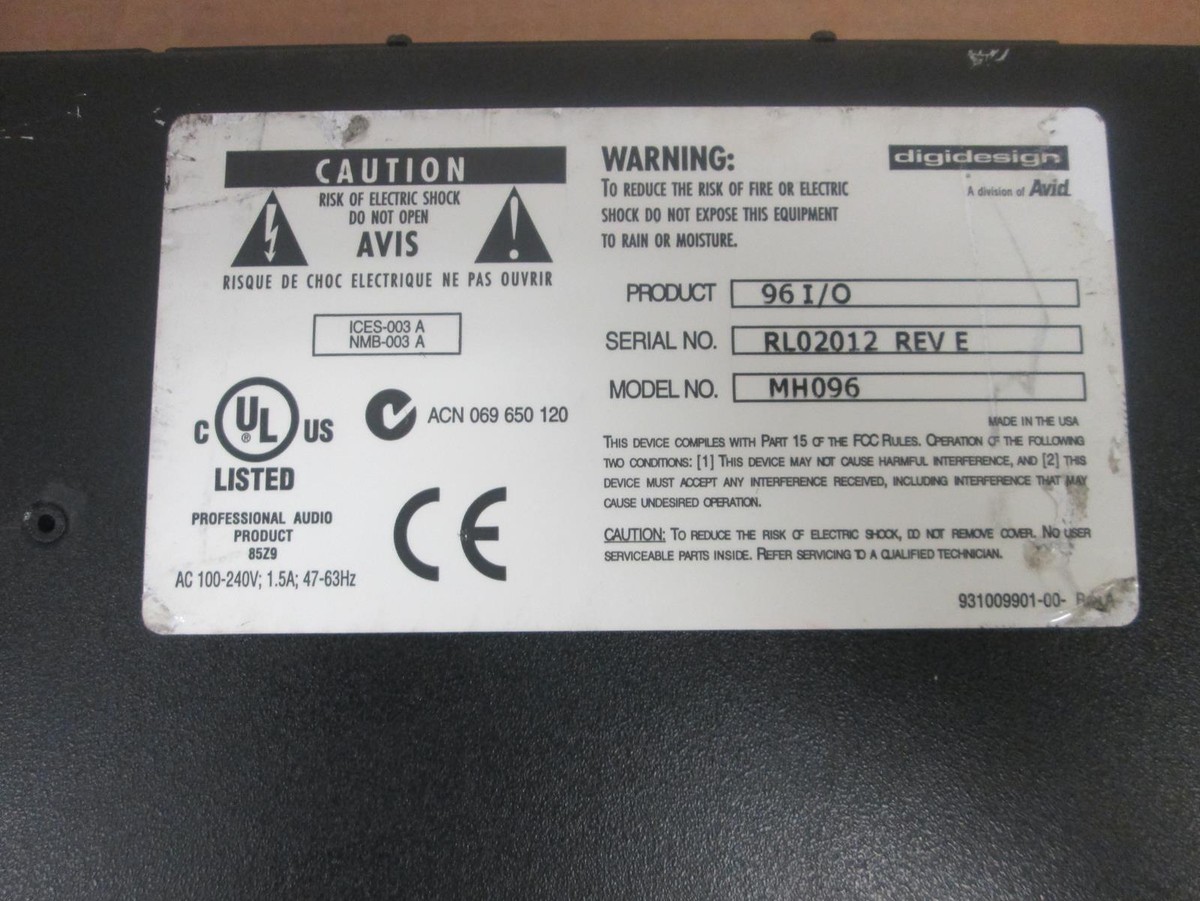 CAUTION
RISK OF ELECTRIC SHOCK
DO NOT OPEN
AVIS
RISQUE DE CHOC ELECTRIQUE NE PAS OUVRIR
ICES-003 A
NMB-003 A
C UL ® US
LISTED
PROFESSIONAL AUDIO
PRODUCT
85Z9
AC 100-240V; 1.5A; 47-63Hz
ACN 069 650 120
CE
WARNING:
TO REDUCE THE RISK OF FIRE OR ELECTRIC
SHOCK DO NOT EXPOSE THIS EQUIPMENT
TO RAIN OR MOISTURE.
digidesign
A division of Avid
PRODUCT 96 I/O
SERIAL NO. RL02012 REV E
MODEL NO. MH096
MADE IN THE USA
THIS DEVICE COMPLIES WITH PART 15 OF THE FCC RULES. OPERATION OF THE FOLLOWING
TWO CONDITIONS: [1] THIS DEVICE MAY NOT CAUSE HARMFUL INTERFERENCE, AND [2] THIS
DEVICE MUST ACCEPT ANY INTERFERENCE RECEIVED, INCLUDING INTERFERENCE THAT MAY
CAUSE UNDESIRED OPERATION.
CAUTION: TO REDUCE THE RISK OF ELECTRIC SHOCK, DO NOT REMOVE COVER. NO USER
SERVICEABLE PARTS INSIDE. REFER SERVICING TO A QUALIFIED TECHNICIAN.
931009901-00-